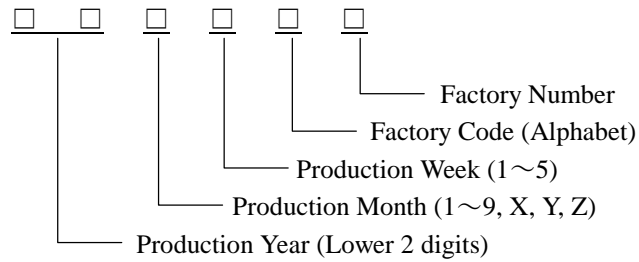 □ □ □ □ □ □
Factory Number
Factory Code (Alphabet)
Production Week (1～5)
Production Month (1～9, X, Y, Z)
Production Year (Lower 2 digits)